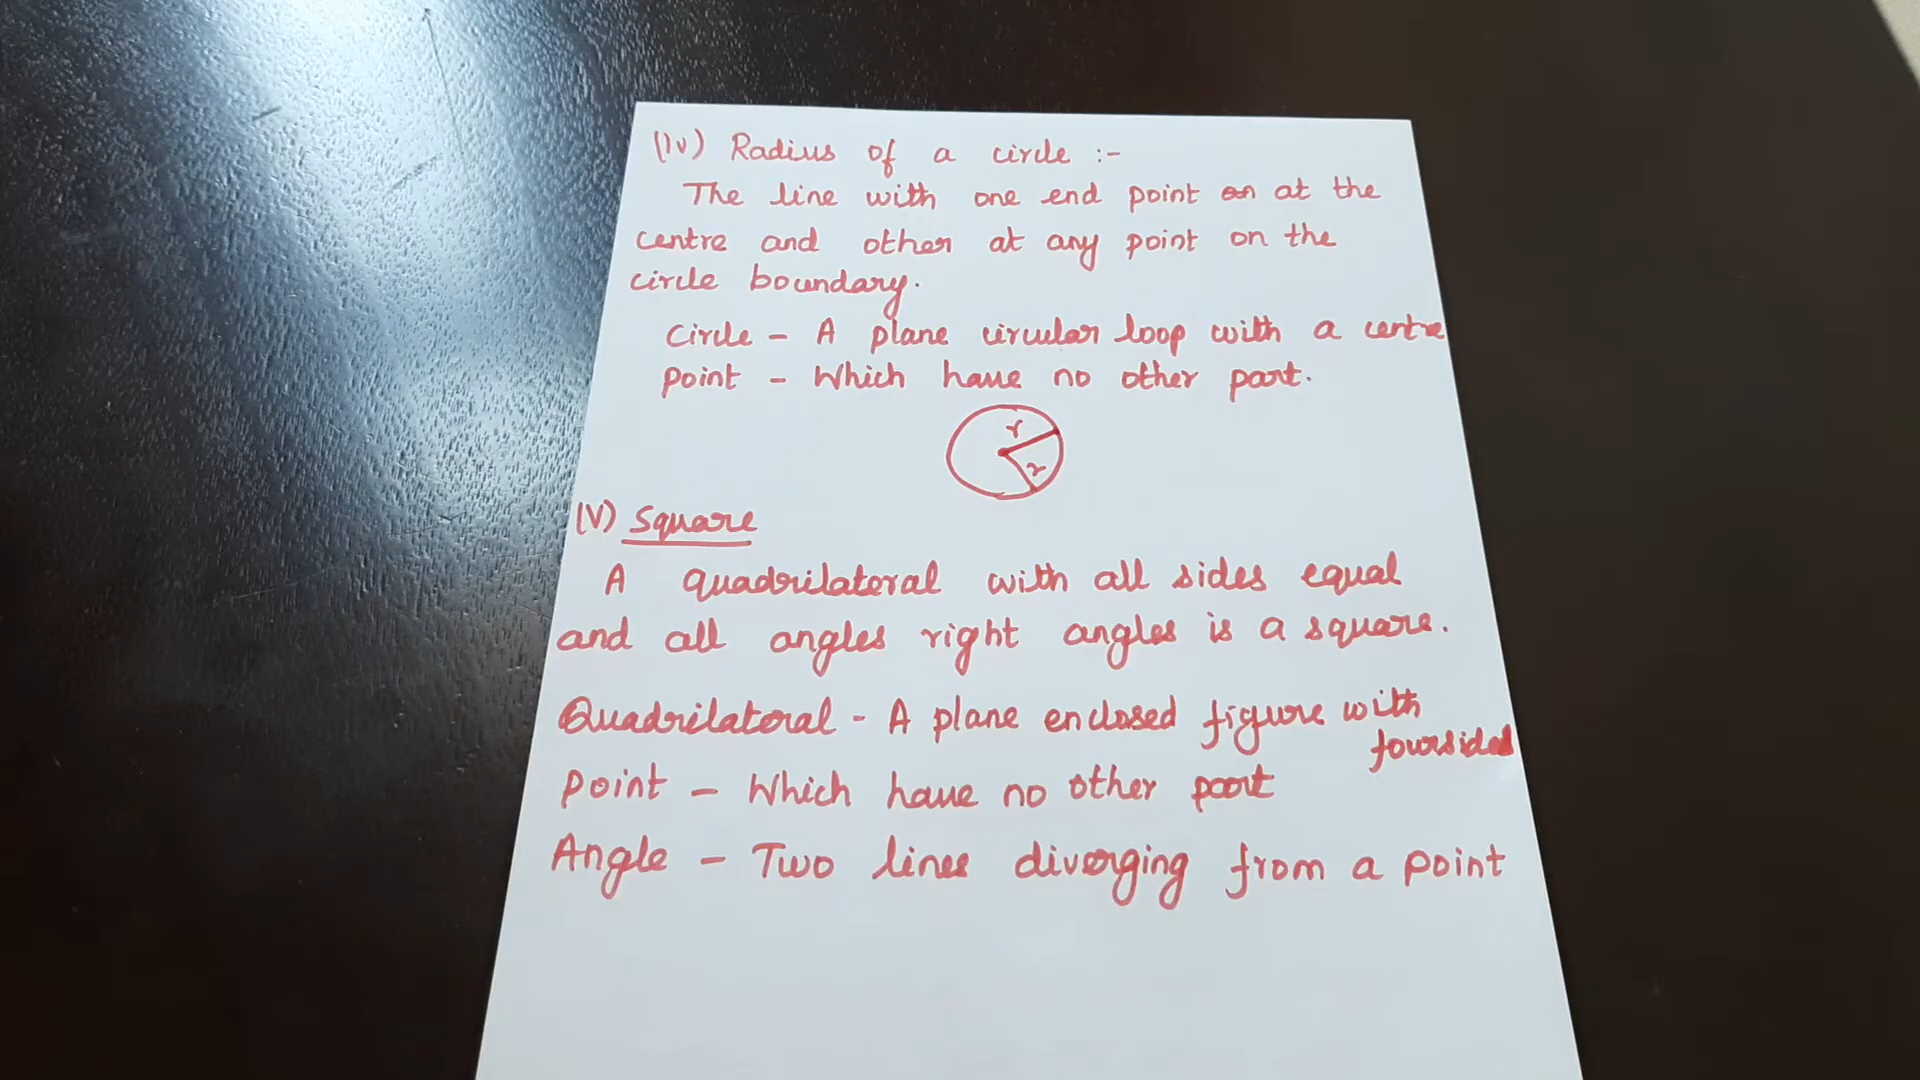 (iv) Radius of a circle :-
The line with one end point on at the
centre and other at any point on the
circle boundary.
Circle - A plane circular loop with a centre
point - Which have no other part.
r
r
(V) Square
A quadrilateral with all sides equal
and all angles right angles is a square.
Quadrilateral - A plane enclosed figure with
foursides
Point - Which have no other part
Angle - Two lines diverging from a point